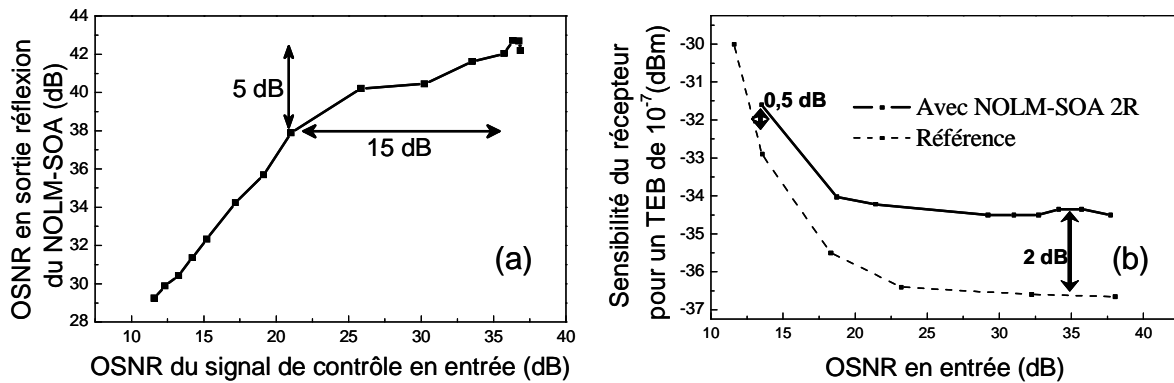 OSNR en sortie réflexion
du NOLM-SOA (dB)
44
42
40
38
36
34
32
30
28
5 dB
15 dB
(a)
10 15 20 25 30 35 40
OSNR du signal de contrôle en entrée (dB)
Sensibilité du récepteur
pour un TEB de 10-7 (dBm)
-30
-31
-32
-34
-35
-36
-37
0,5 dB
Avec NOLM-SOA 2R
Référence
2 dB
(b)
10 15 20 25 30 35 40
OSNR en entrée (dB)